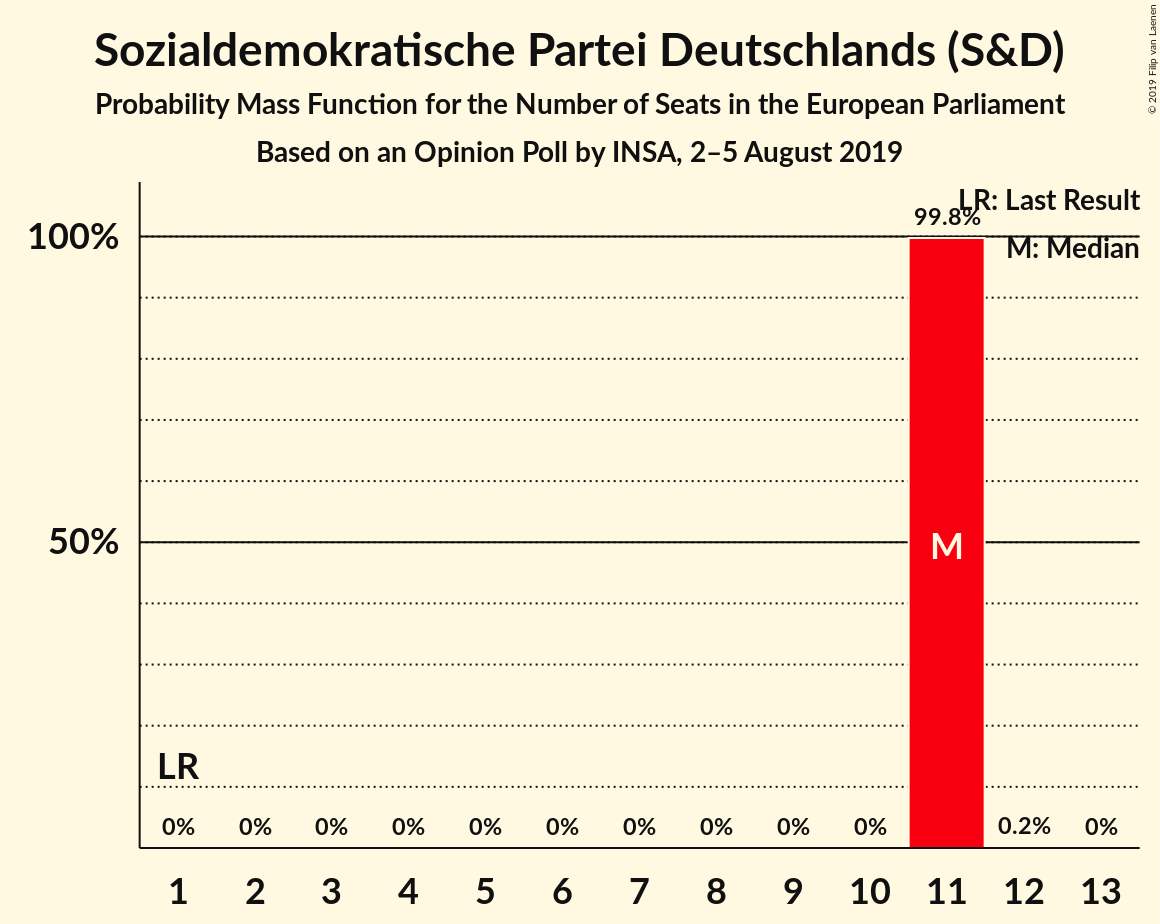 Sozialdemokratische Partei Deutschlands (S&D)
Probability Mass Function for the Number of Seats in the European Parliament
Based on an Opinion Poll by INSA, 2–5 August 2019
© 2019 Filip van Laenen
LR: Last Result
99.8%
100%
M: Median
50%
M
LR
0% 0% 0% 0% 0% 0% 0% 0% 0% 0% 0.2% 0%
1 2 3 4 5 6 7 8 9 10 11 12 13